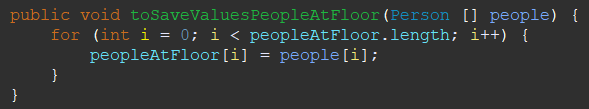 public void toSaveValuesPeopleAtFloor(Person [] people) {
    for (int i = 0; i < peopleAtFloor.length; i++) {
        peopleAtFloor[i] = people[i];
    }
}